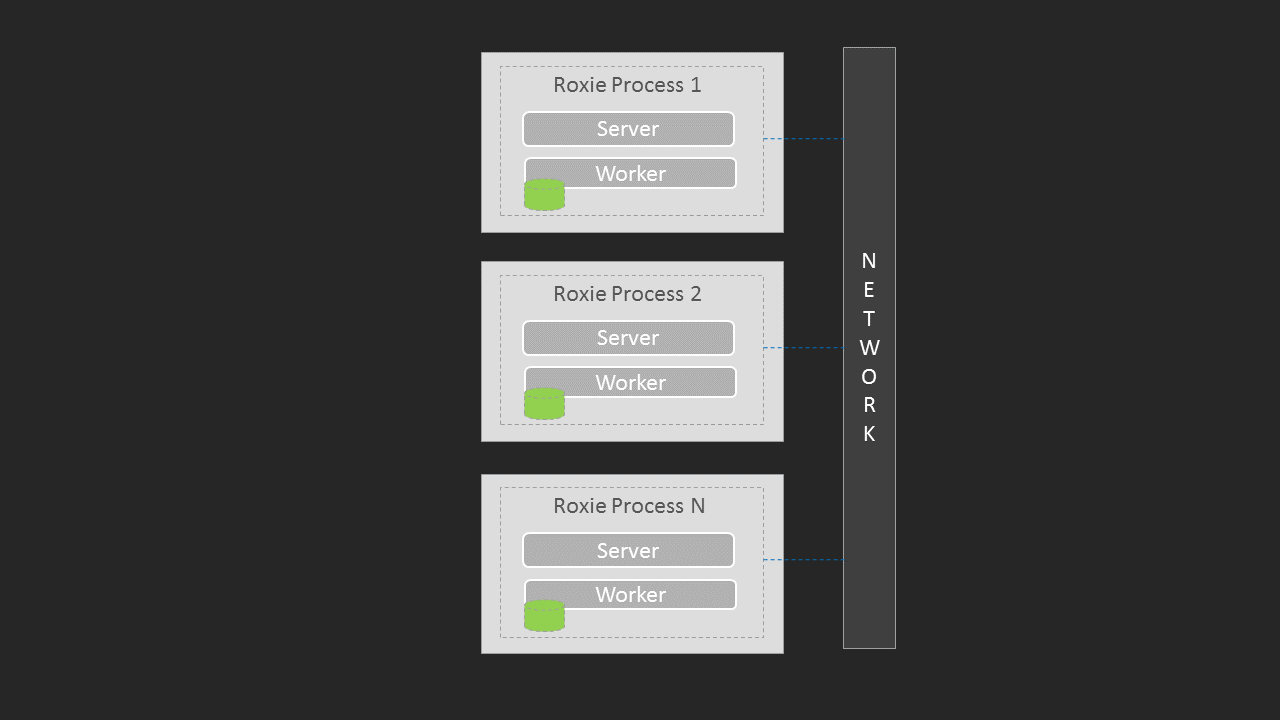 Roxie Process 1
Server
Worker
Roxie Process 2
Server
Worker
Roxie Process N
Server
Worker
N
E
T
W
O
R
K